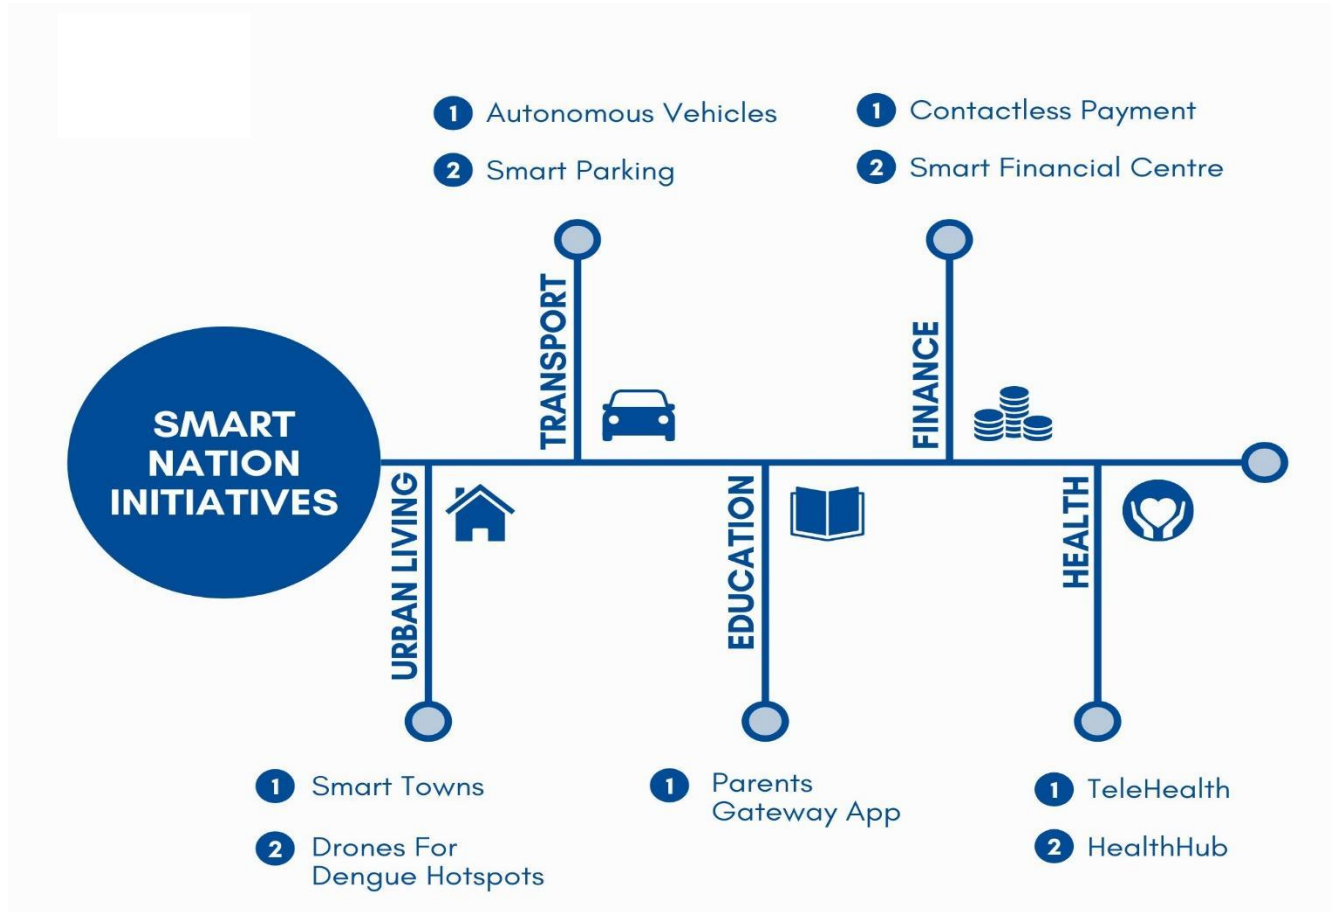 1 Autonomous Vehicles
2 Smart Parking
1 Contactless Payment
2 Smart Financial Centre
TRANSPORT
FINANCE
SMART
NATION
INITIATIVES
URBAN LIVING
EDUCATION
HEALTH
1 Smart Towns
2 Drones For
Dengue Hotspots
1 Parents
Gateway App
1 TeleHealth
2 HealthHub